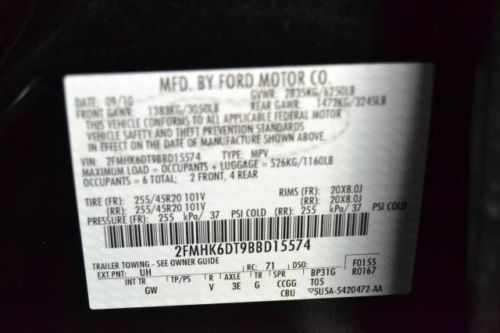 MFD. BY FORD MOTOR CO.
DATE: 09/10 GVWR: 2835KG/6250LB
FRONT GAWR: 1383KG/3050LB REAR GAWR: 1472KG/3245LB
THIS VEHICLE CONFORMS TO ALL APPLICABLE FEDERAL MOTOR
VEHICLE SAFETY AND THEFT PREVENTION STANDARDS
IN EFFECT ON THE DATE OF MANUFACTURE SHOWN ABOVE.
VIN: 2FMHK6DT9BBD15574 TYPE: MPV
MAXIMUM LOAD = OCCUPANTS + LUGGAGE = 526KG/1160LB
OCCUPANTS = 6 TOTAL; 2 FRONT, 4 REAR
TIRE (FR): 255/45R20 101V RIMS (FR): 20X8.0J
(RR): 255/45R20 101V (RR): 20X8.0J
PRESSURE (FR): 255 kPa/ 37 PSI COLD (RR): 255 kPa/ 37 PSI COLD
2FMHK6DT9BBD15574
TRAILER TOWING - SEE OWNER GUIDE
EXT PNT: UH RC: 71 DSO: F0155
INT TR TP/PS R AXLE TR SPR BP31G R0167
GW V 3E G CCGG T05
CBU 5U5A-5420472-AA